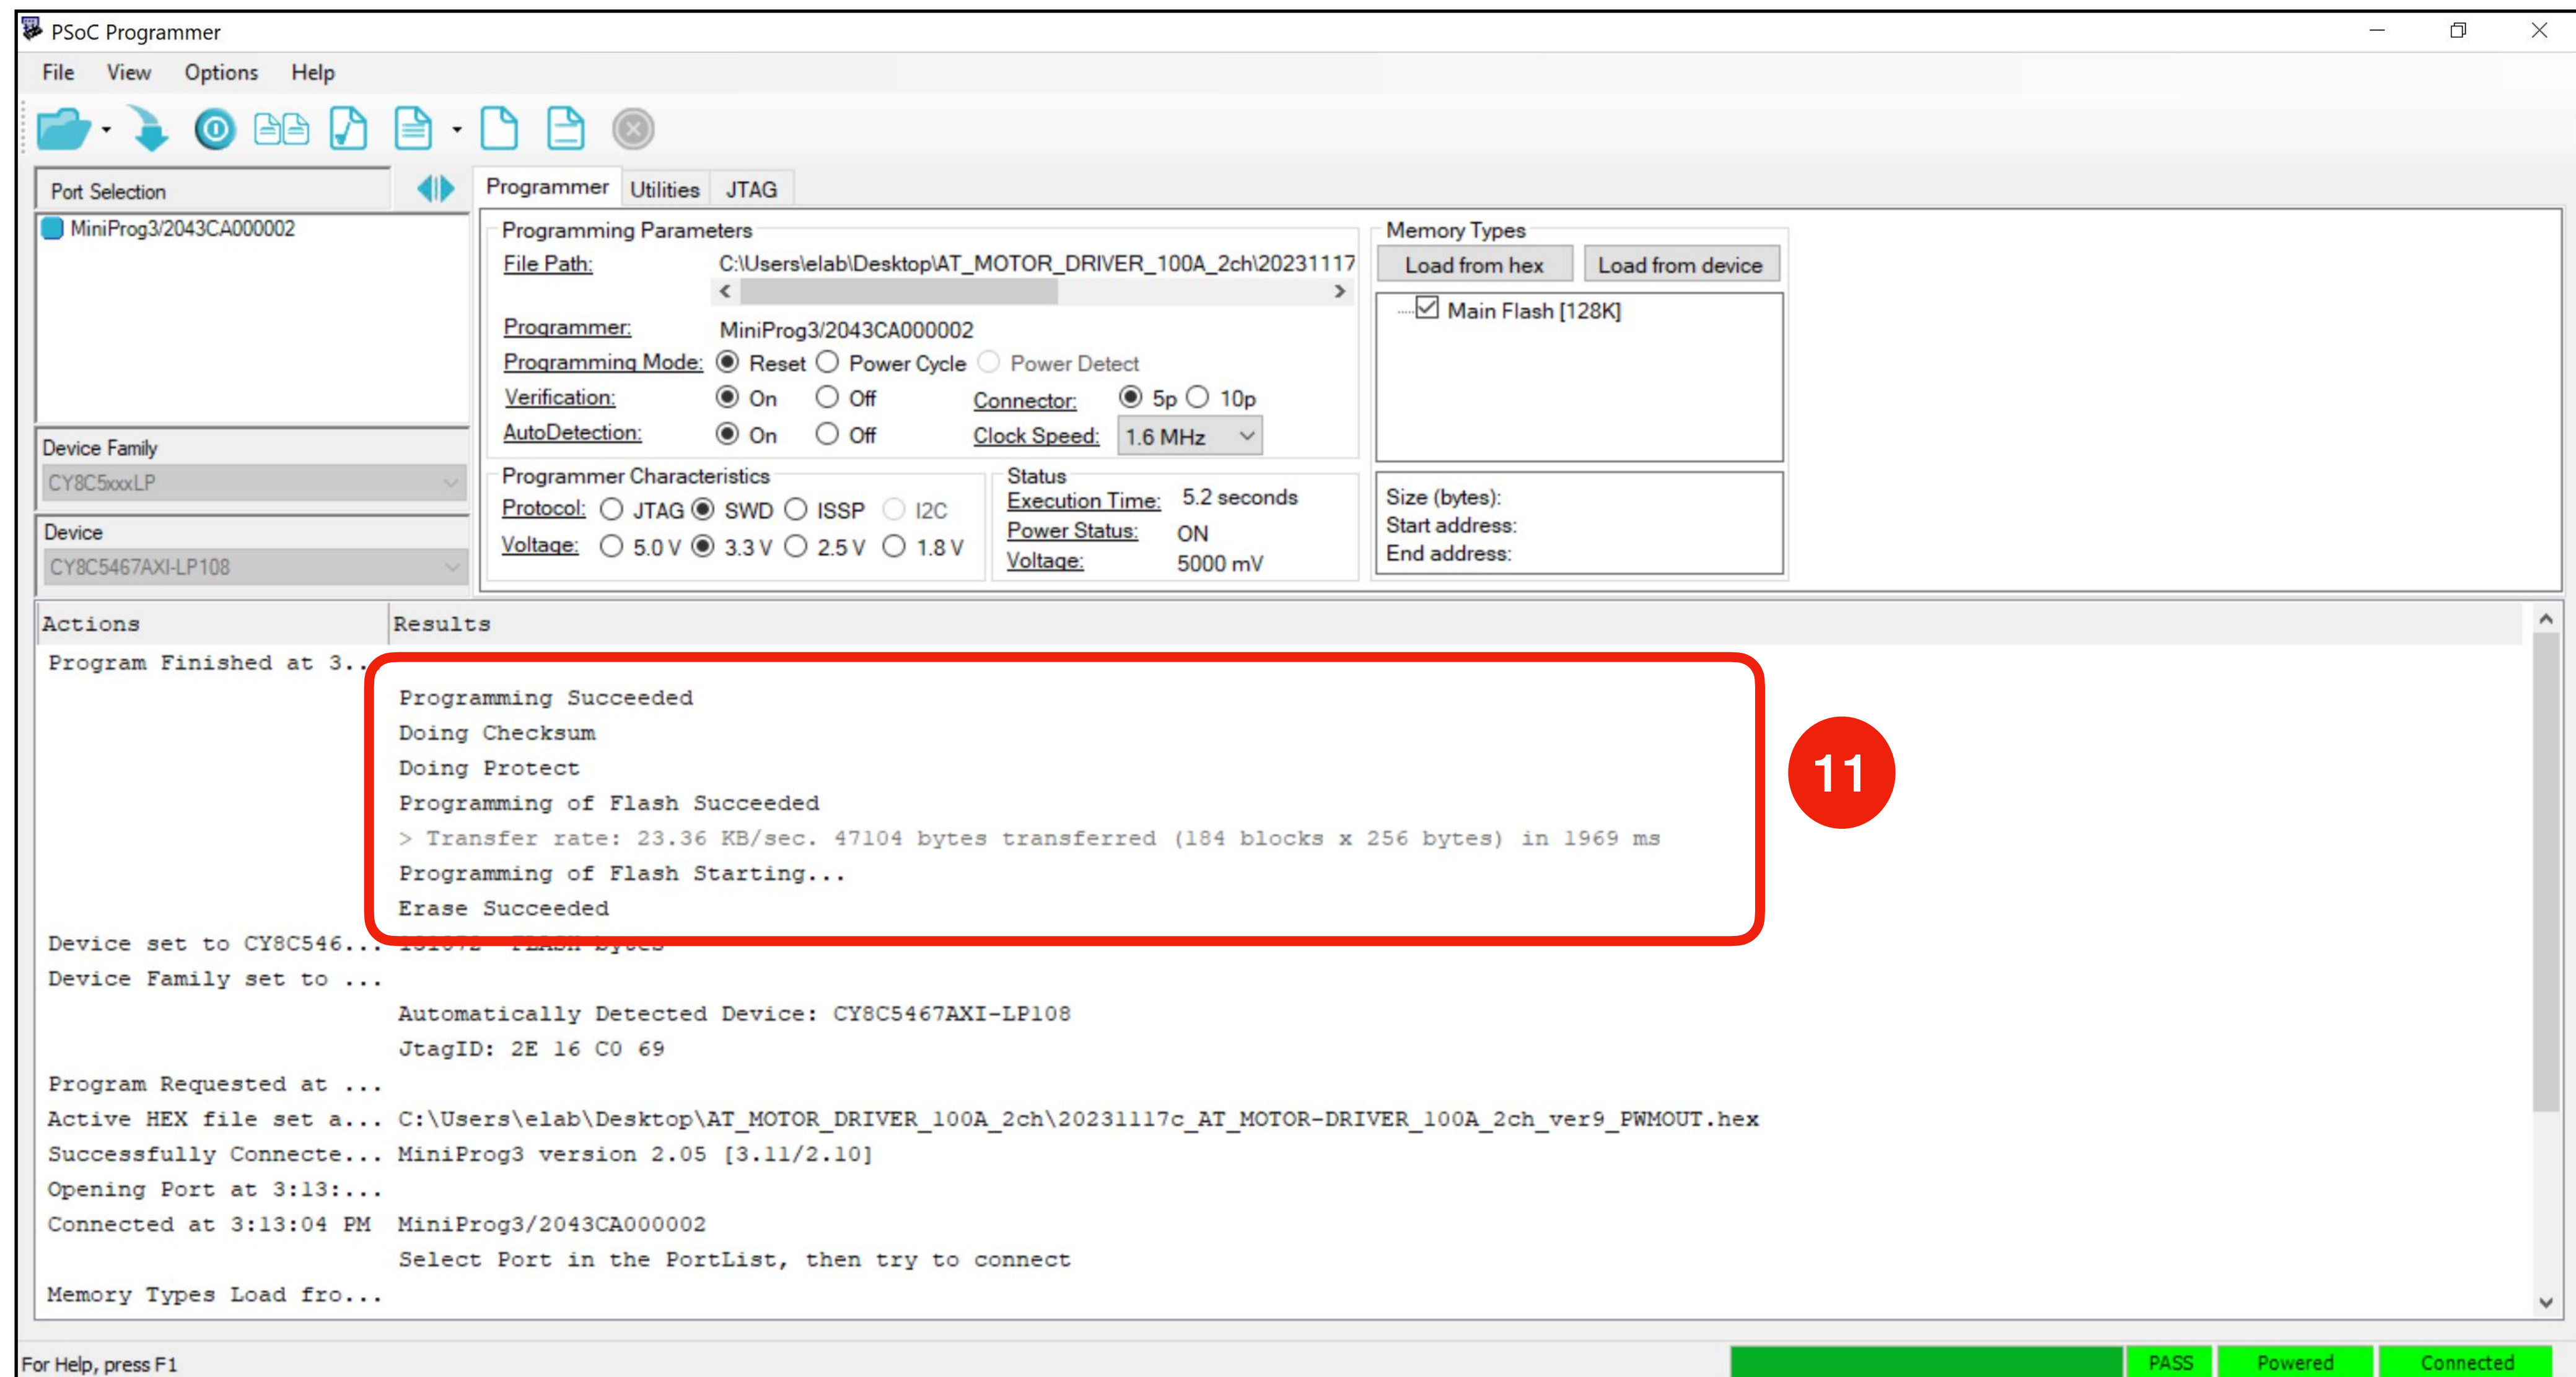 PSoC Programmer
File View Options Help
Port Selection
MiniProg3/2043CA000002
Device Family
CY8C5xxxLP
Device
CY8C5467AXI-LP108
Programmer Utilities JTAG
Programming Parameters
File Path: C:\Users\elab\Desktop\AT_MOTOR_DRIVER_100A_2ch\20231117
Programmer: MiniProg3/2043CA000002
Programming Mode: Reset Power Cycle Power Detect
Verification: On Off Connector: 5p 10p
AutoDetection: On Off Clock Speed: 1.6 MHz
Programmer Characteristics
Protocol: JTAG SWD ISSP I2C
Voltage: 5.0 V 3.3 V 2.5 V 1.8 V
Status
Execution Time: 5.2 seconds
Power Status: ON
Voltage: 5000 mV
Memory Types
Load from hex Load from device
Main Flash [128K]
Size (bytes):
Start address:
End address:
Actions Results
Program Finished at 3..
Programming Succeeded
Doing Checksum
Doing Protect
Programming of Flash Succeeded
> Transfer rate: 23.36 KB/sec. 47104 bytes transferred (184 blocks x 256 bytes) in 1969 ms
Programming of Flash Starting...
Erase Succeeded
11
Device set to CY8C546... 131072 FLASH bytes
Device Family set to ...
Automatically Detected Device: CY8C5467AXI-LP108
JtagID: 2E 16 C0 69
Program Requested at ...
Active HEX file set a... C:\Users\elab\Desktop\AT_MOTOR_DRIVER_100A_2ch\20231117c_AT_MOTOR-DRIVER_100A_2ch_ver9_PWMOUT.hex
Successfully Connecte... MiniProg3 version 2.05 [3.11/2.10]
Opening Port at 3:13:...
Connected at 3:13:04 PM MiniProg3/2043CA000002
Select Port in the PortList, then try to connect
Memory Types Load fro...
For Help, press F1
PASS Powered Connected